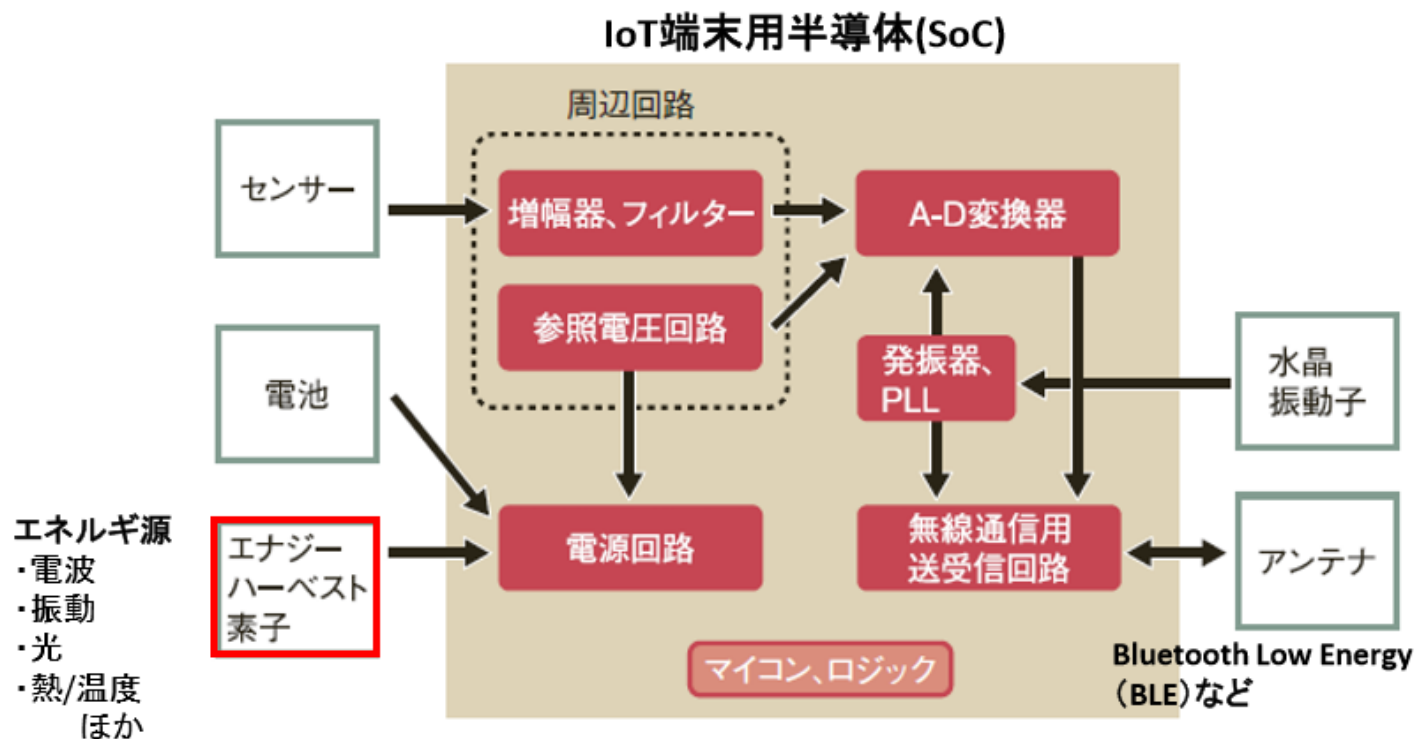 IoT端末用半導体(SoC)
周辺回路
センサー
増幅器、フィルター
A-D変換器
参照電圧回路
電池
発振器、
PLL
水晶
振動子
エネルギ源
・電波
・振動
・光
・熱/温度
ほか
エナジー
ハーベスト
素子
電源回路
無線通信用
送受信回路
アンテナ
マイコン、ロジック
Bluetooth Low Energy
(BLE)など